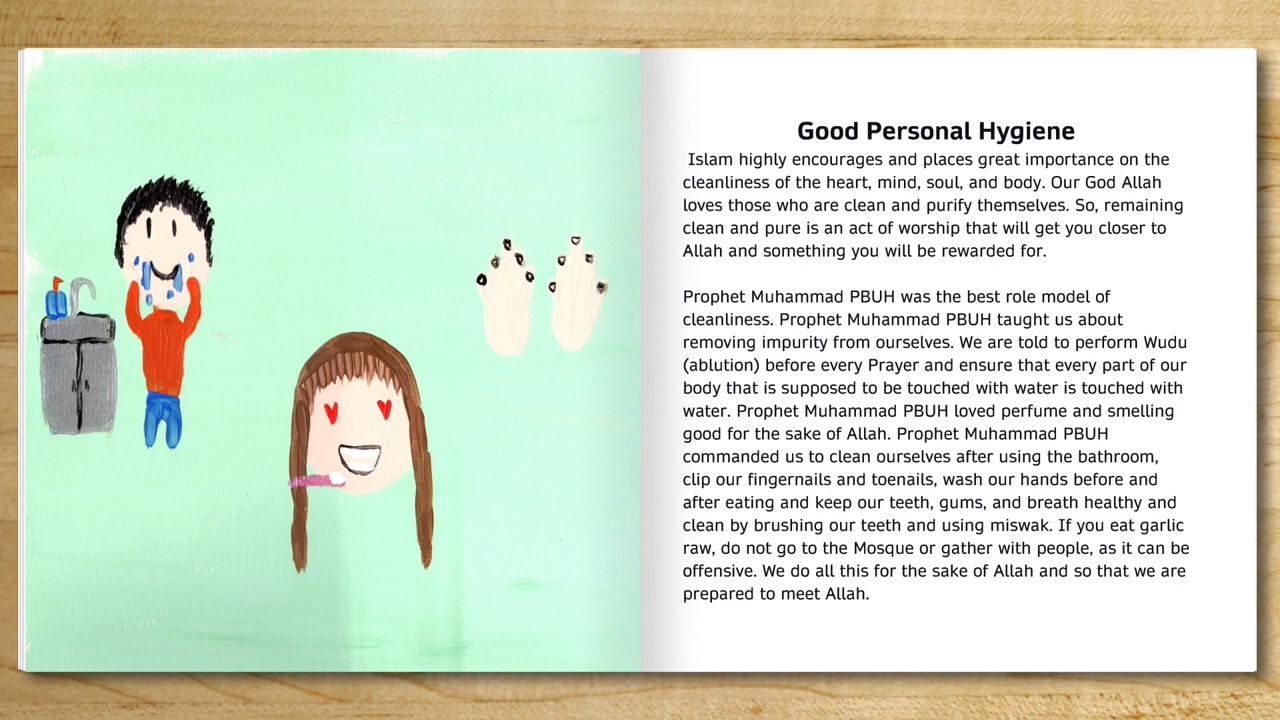 Good Personal Hygiene
Islam highly encourages and places great importance on the
cleanliness of the heart, mind, soul, and body. Our God Allah
loves those who are clean and purify themselves. So, remaining
clean and pure is an act of worship that will get you closer to
Allah and something you will be rewarded for.
Prophet Muhammad PBUH was the best role model of
cleanliness. Prophet Muhammad PBUH taught us about
removing impurity from ourselves. We are told to perform Wudu
(ablution) before every Prayer and ensure that every part of our
body that is supposed to be touched with water is touched with
water. Prophet Muhammad PBUH loved perfume and smelling
good for the sake of Allah. Prophet Muhammad PBUH
commanded us to clean ourselves after using the bathroom,
clip our fingernails and toenails, wash our hands before and
after eating and keep our teeth, gums, and breath healthy and
clean by brushing our teeth and using miswak. If you eat garlic
raw, do not go to the Mosque or gather with people, as it can be
offensive. We do all this for the sake of Allah and so that we are
prepared to meet Allah.